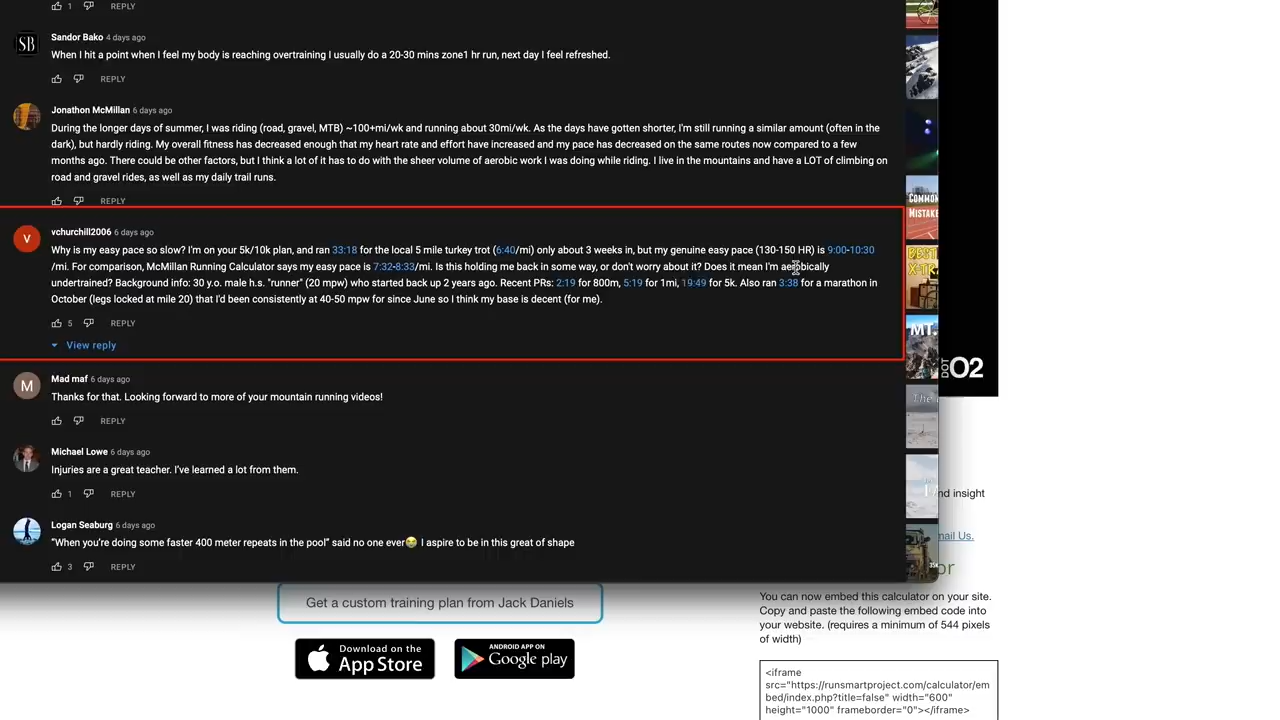 1 REPLY
SB
Sandor Bako 4 days ago
When I hit a point when I feel my body is reaching overtraining I usually do a 20-30 mins zone1 hr run, next day I feel refreshed.
REPLY
Jonathon McMillan 6 days ago
During the longer days of summer, I was riding (road, gravel, MTB) ~100+mi/wk and running about 30mi/wk. As the days have gotten shorter, I'm still running a similar amount (often in the
dark), but hardly riding. My overall fitness has decreased enough that my heart rate and effort have increased and my pace has decreased on the same routes now compared to a few
months ago. There could be other factors, but I think a lot of it has to do with the sheer volume of aerobic work I was doing while riding. I live in the mountains and have a LOT of climbing on
road and gravel rides, as well as my daily trail runs.
REPLY
COMMON
MISTAKE
V
vchurchill2006 6 days ago
Why is my easy pace so slow? I'm on your 5k/10k plan, and ran 33:18 for the local 5 mile turkey trot (6:40/mi) only about 3 weeks in, but my genuine easy pace (130-150 HR) is 9:00-10:30
/mi. For comparison, McMillan Running Calculator says my easy pace is 7:32-8:33/mi. Is this holding me back in some way, or don't worry about it? Does it mean I'm aerobically
undertrained? Background info: 30 y.o. male h.s. "runner" (20 mpw) who started back up 2 years ago. Recent PRs: 2:19 for 800m, 5:19 for 1mi, 19:49 for 5k. Also ran 3:38 for a marathon in
October (legs locked at mile 20) that I'd been consistently at 40-50 mpw for since June so I think my base is decent (for me).
5 REPLY
View reply
BEST
X-TRA
MT.
DOT O2
M
Mad maf 6 days ago
Thanks for that. Looking forward to more of your mountain running videos!
REPLY
Michael Lowe 6 days ago
Injuries are a great teacher. I've learned a lot from them.
1 REPLY
nd insight
mail Us.
Logan Seaburg 6 days ago
"When you're doing some faster 400 meter repeats in the pool" said no one ever😭 I aspire to be in this great of shape
3 REPLY
or
You can now embed this calculator on your site.
Copy and paste the following embed code into
your website. (requires a minimum of 544 pixels
of width)
Get a custom training plan from Jack Daniels
Download on the
App Store
ANDROID APP ON
Google play
<iframe
src="https://runsmartproject.com/calculator/em
bed/index.php?title=false" width="600"
height="1000" frameborder="0"></iframe>